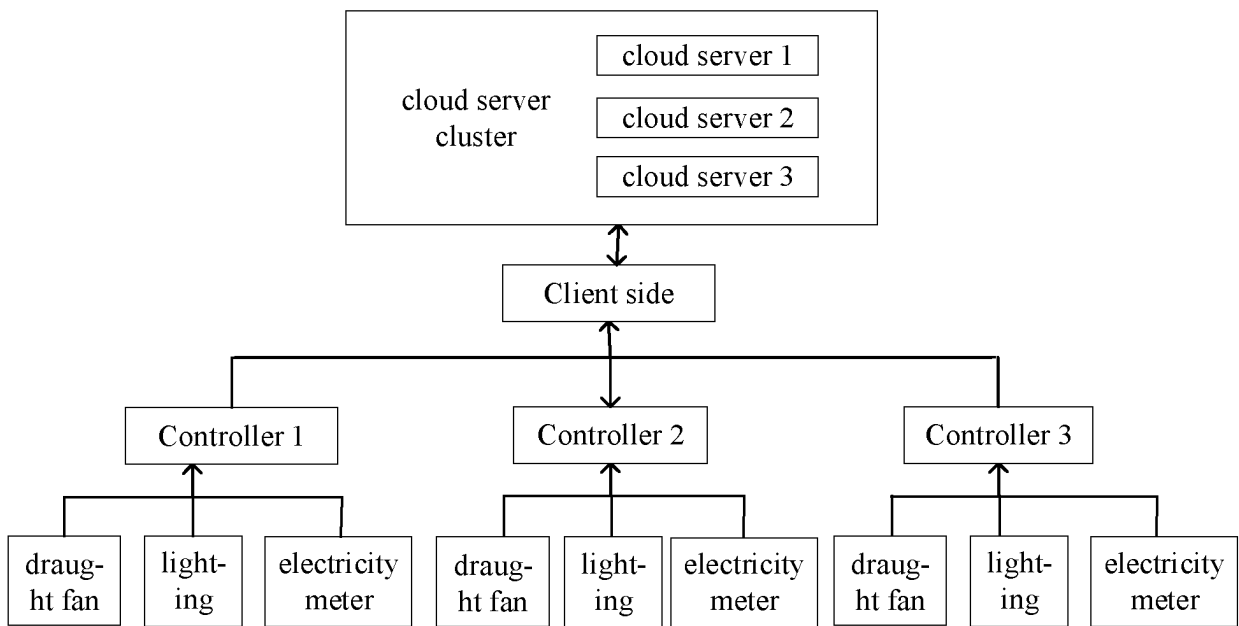 cloud server 1
cloud server
cluster
cloud server 2
cloud server 3
Client side
Controller 1
Controller 2
Controller 3
draug-
ht fan
light-
ing
electricity
meter
draug-
ht fan
light-
ing
electricity
meter
draug-
ht fan
light-
ing
electricity
meter